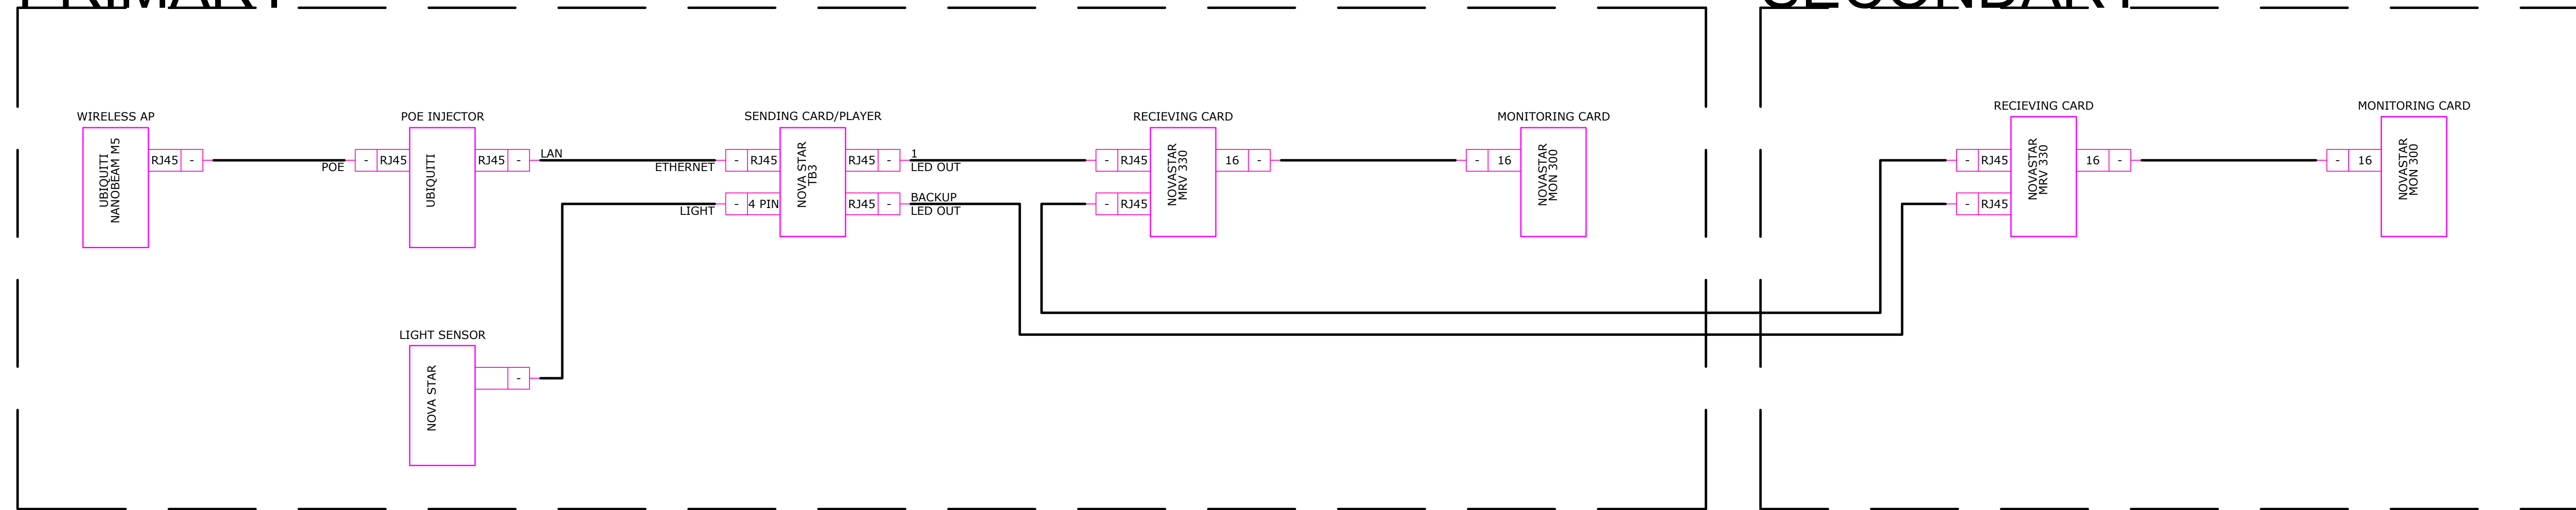 PRIMARY
SECONDARY
WIRELESS AP
UBIQUITI
NANOBEAM M5
RJ45 -
POE
POE INJECTOR
- RJ45
UBIQUITI
RJ45 -
LAN
ETHERNET
LIGHT
SENDING CARD/PLAYER
- RJ45
- 4 PIN
NOVA STAR
TB3
RJ45 -
RJ45 -
1
LED OUT
BACKUP
LED OUT
RECIEVING CARD
- RJ45
- RJ45
NOVASTAR
MRV 330
16 -
MONITORING CARD
- 16
NOVASTAR
MON 300
LIGHT SENSOR
NOVA STAR
-
RECIEVING CARD
- RJ45
- RJ45
NOVASTAR
MRV 330
16 -
MONITORING CARD
- 16
NOVASTAR
MON 300